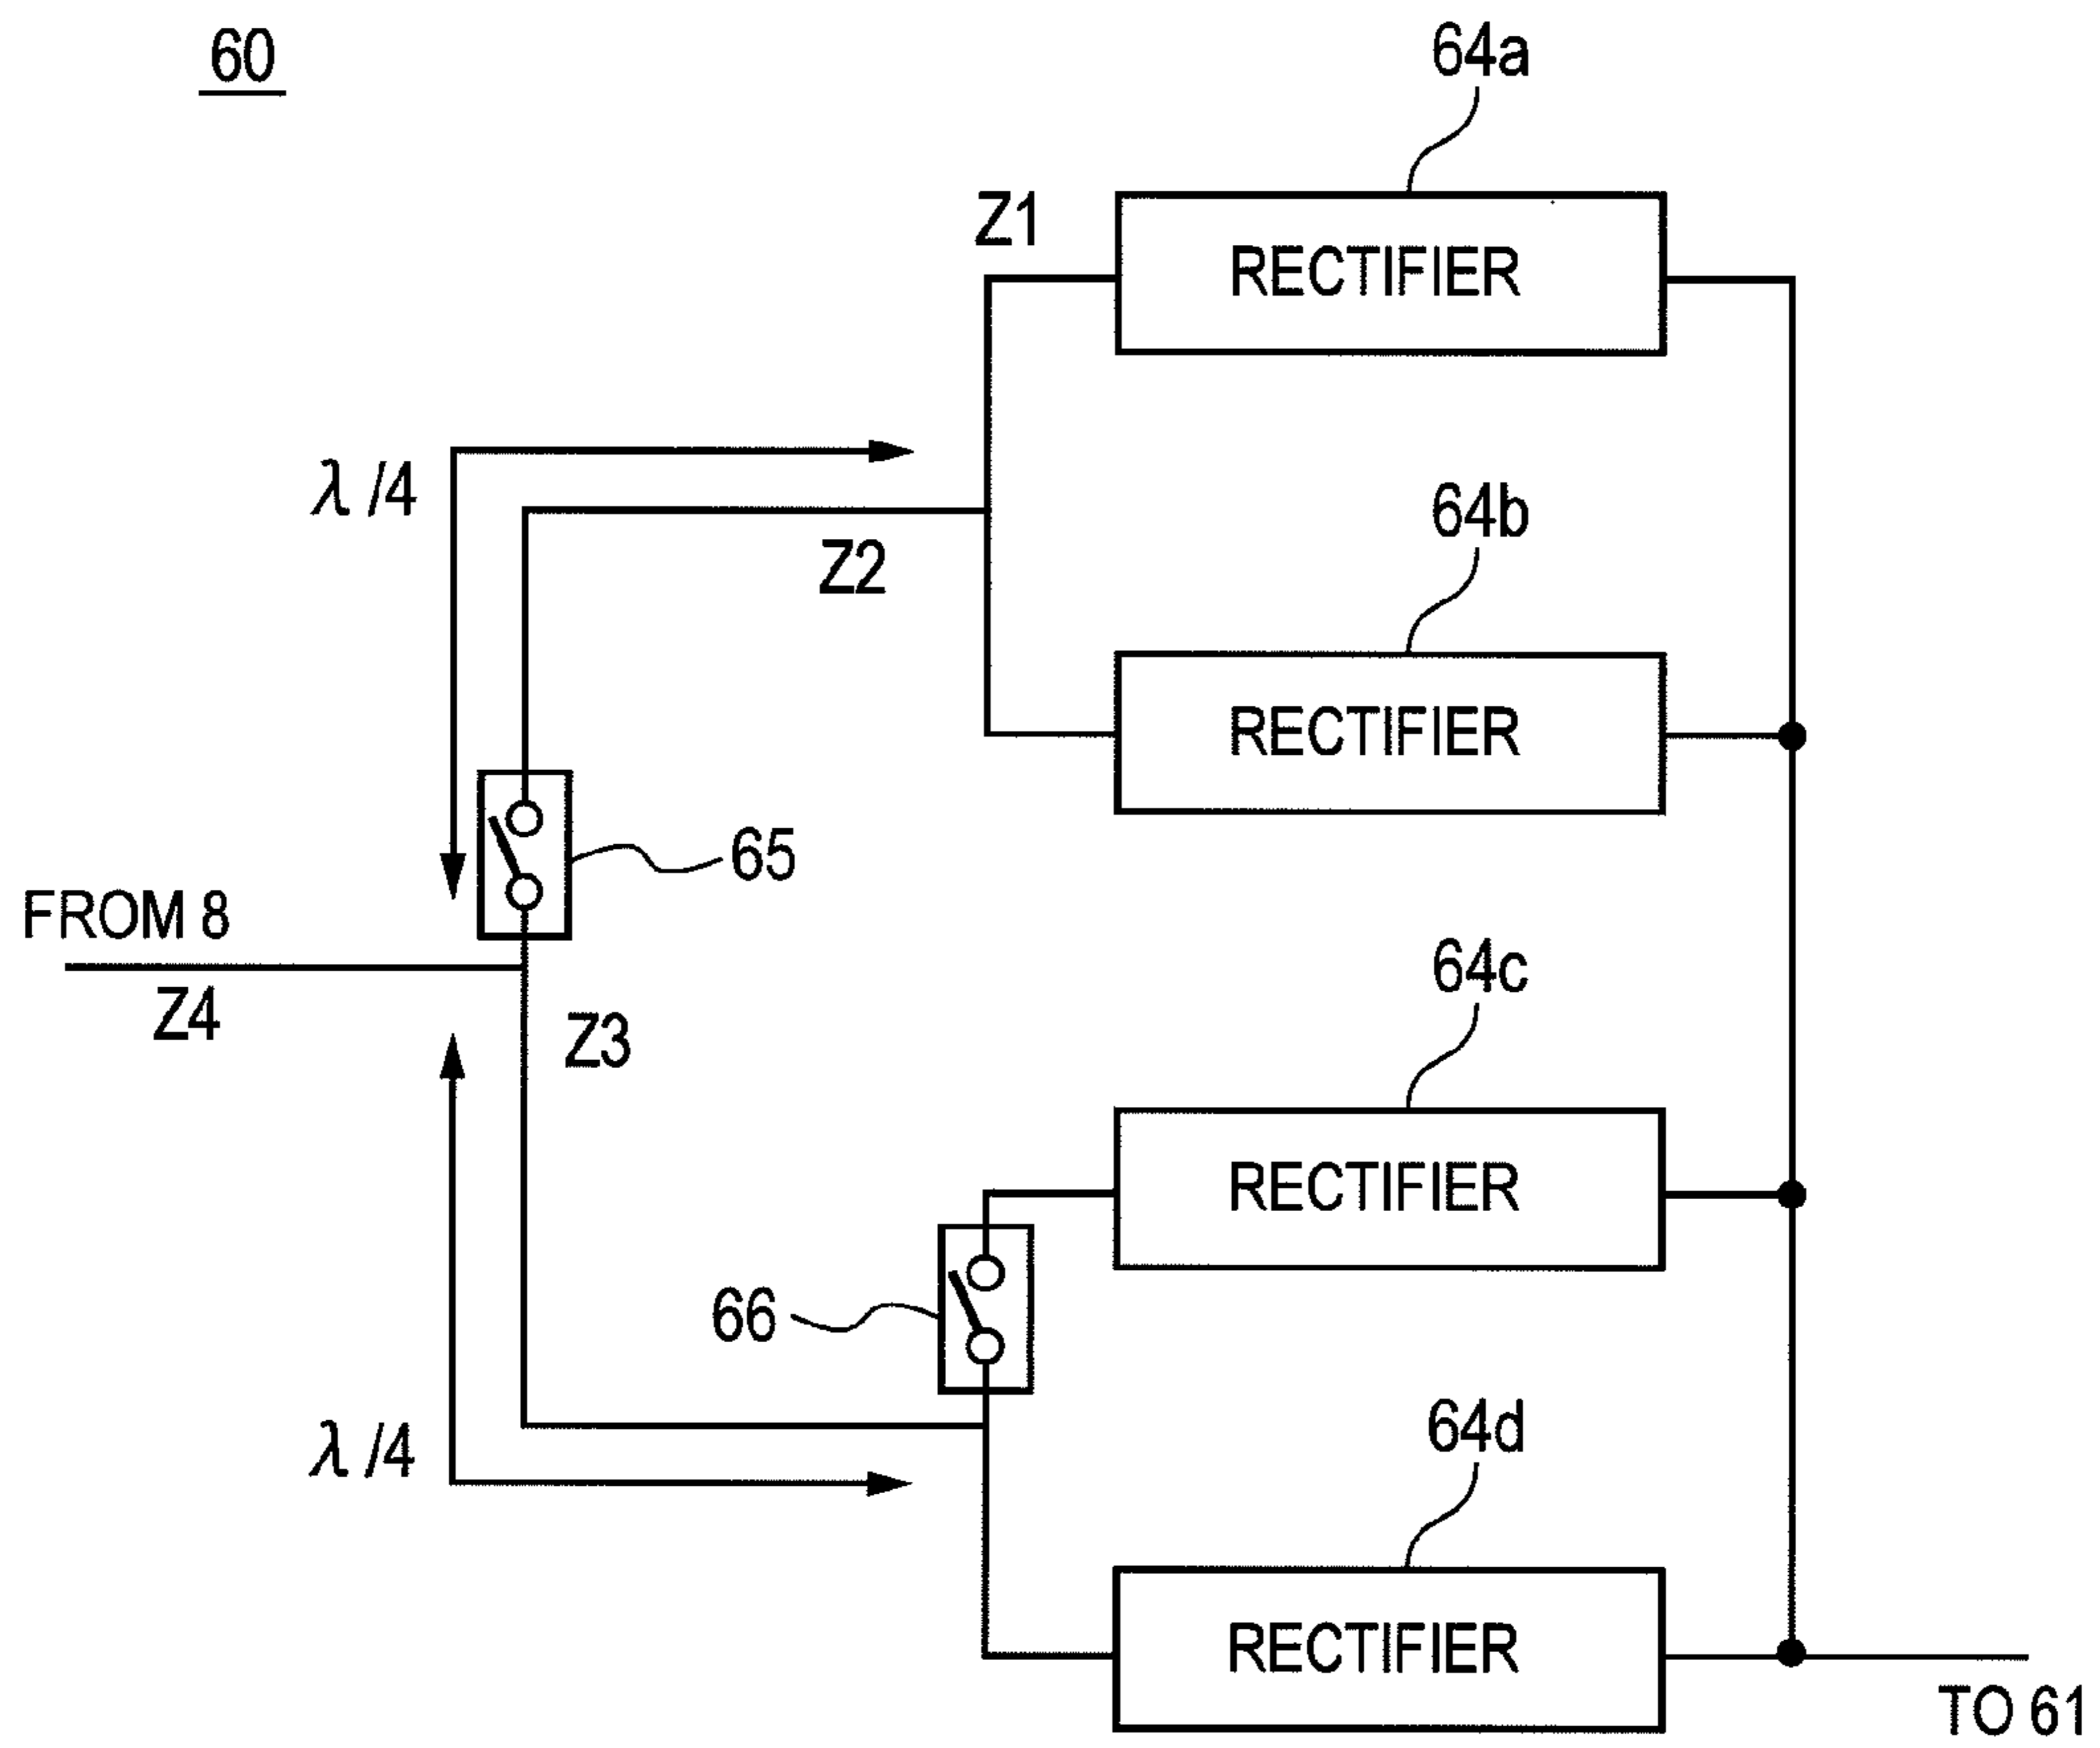 60
64a
Z1
RECTIFIER
λ/4
64b
Z2
RECTIFIER
65
FROM 8
64c
Z4
Z3
RECTIFIER
66
64d
λ/4
RECTIFIER
TO 61